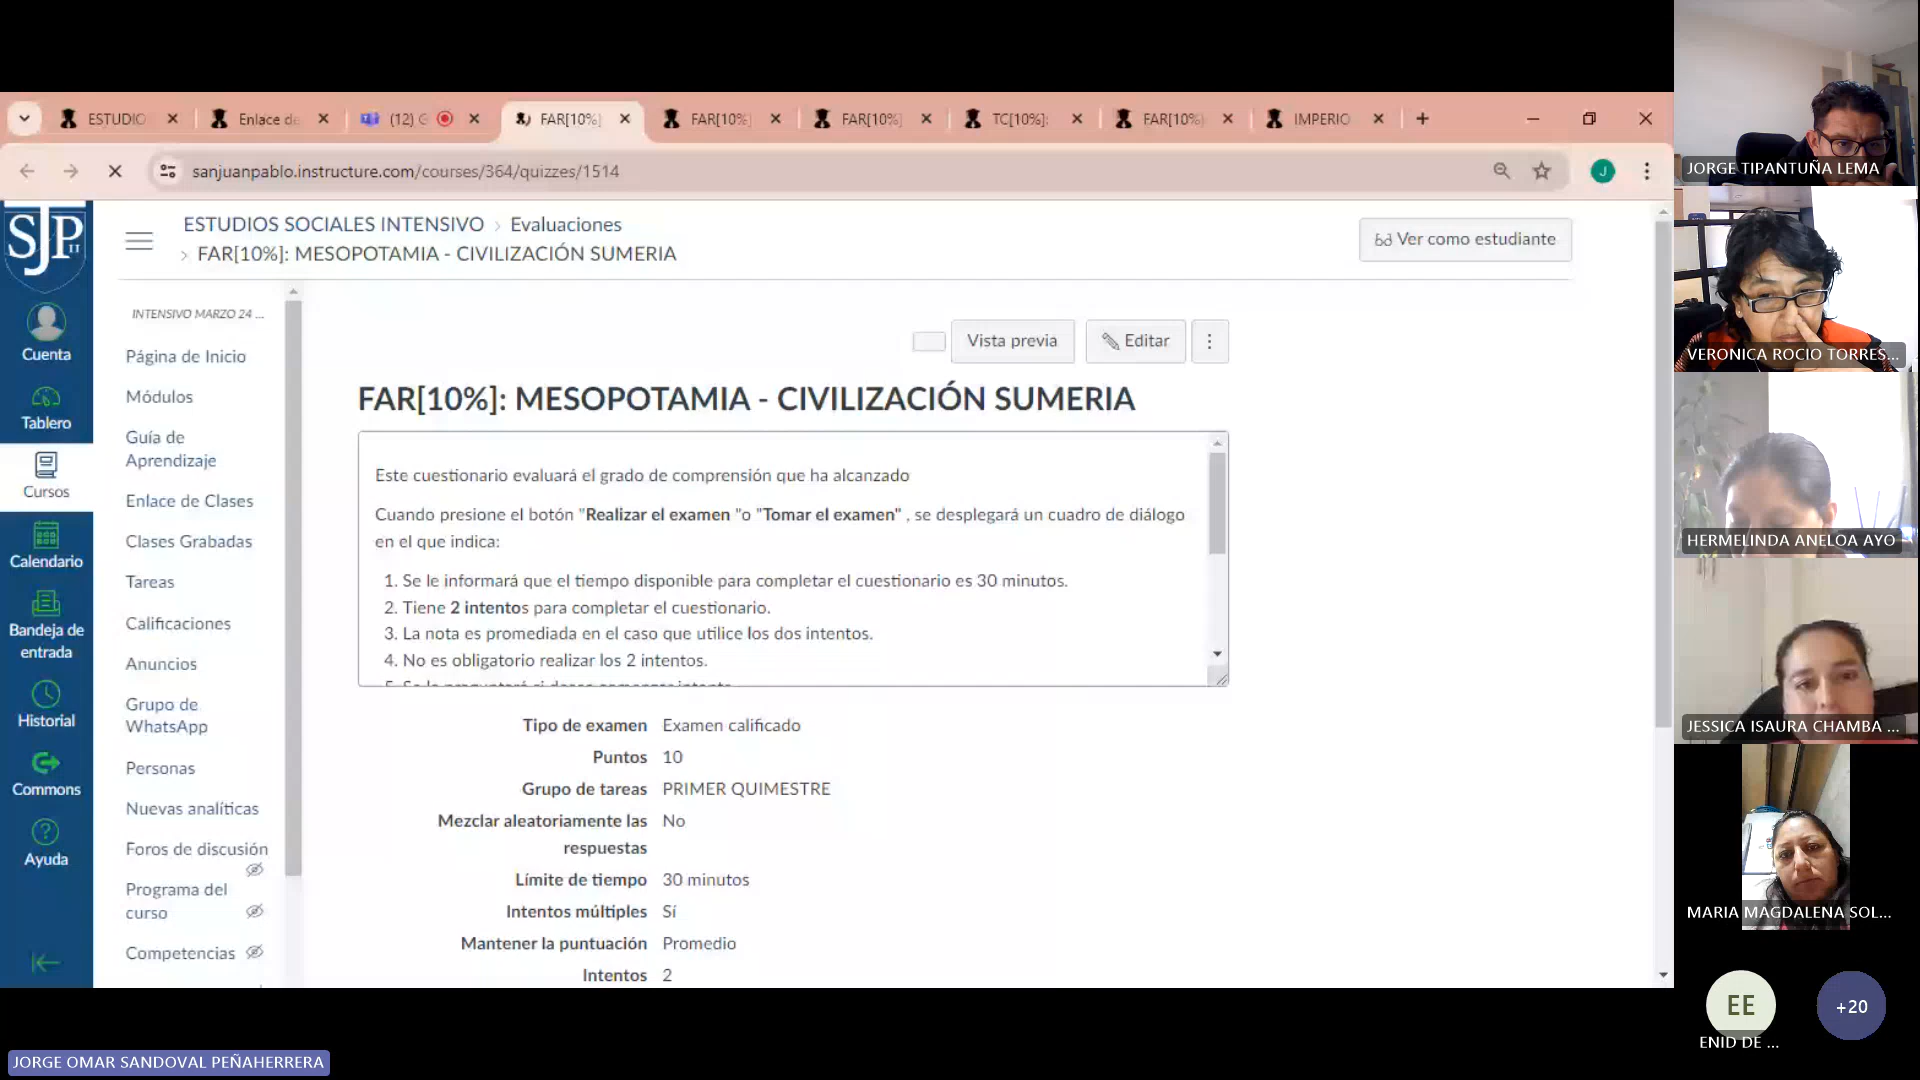 ESTUDIO
Enlace de
(12) G
FAR[10%]
FAR[10%]
FAR[10%]
TC[10%]:
FAR[10%]
IMPERIO
sanjuanpablo.instructure.com/courses/364/quizzes/1514
J
SJP II
Cuenta
Tablero
Cursos
Calendario
Bandeja de
entrada
Historial
Commons
Ayuda
ESTUDIOS SOCIALES INTENSIVO > Evaluaciones
> FAR[10%]: MESOPOTAMIA - CIVILIZACIÓN SUMERIA
Ver como estudiante
INTENSIVO MARZO 24 ...
Página de Inicio
Módulos
Guía de
Aprendizaje
Enlace de Clases
Clases Grabadas
Tareas
Calificaciones
Anuncios
Grupo de
WhatsApp
Personas
Nuevas analíticas
Foros de discusión
Programa del
curso
Competencias
Vista previa
Editar
FAR[10%]: MESOPOTAMIA - CIVILIZACIÓN SUMERIA
Este cuestionario evaluará el grado de comprensión que ha alcanzado
Cuando presione el botón "Realizar el examen "o "Tomar el examen" , se desplegará un cuadro de diálogo
en el que indica:
1. Se le informará que el tiempo disponible para completar el cuestionario es 30 minutos.
2. Tiene 2 intentos para completar el cuestionario.
3. La nota es promediada en el caso que utilice los dos intentos.
4. No es obligatorio realizar los 2 intentos.
Tipo de examen Examen calificado
Puntos 10
Grupo de tareas PRIMER QUIMESTRE
Mezclar aleatoriamente las No
respuestas
Límite de tiempo 30 minutos
Intentos múltiples Sí
Mantener la puntuación Promedio
Intentos 2
JORGE TIPANTUÑA LEMA
VERONICA ROCIO TORRES...
HERMELINDA ANELOA AYO
JESSICA ISAURA CHAMBA ...
MARIA MAGDALENA SOL...
EE
+20
ENID DE ...
JORGE OMAR SANDOVAL PEÑAHERRERA